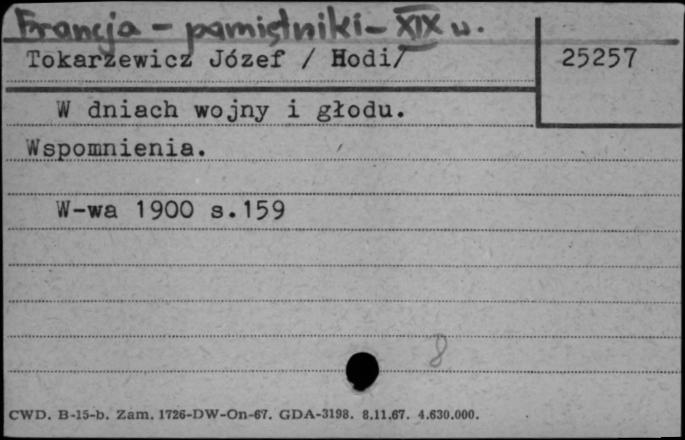 Francja - pamiętniki - XIX w.
Tokarzewicz Józef / Hodi/
25257
W dniach wojny i głodu.
Wspomnienia.
W-wa 1900 s.159
8
CWD. B-15-b. Zam. 1726-DW-On-67. GDA-3198. 8.11.67. 4.630.000.